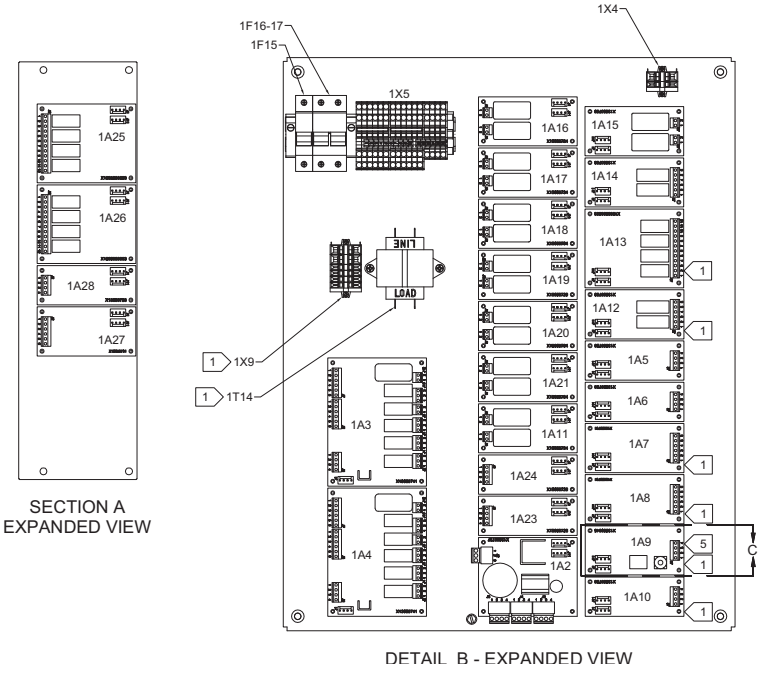 1X4
1F16-17
1F15
1X5
1A25
1A26
1A28
1A27
SECTION A
EXPANDED VIEW
LINE
LOAD
1 1X9
1 1T14
1A3
1A4
1A16
1A17
1A18
1A19
1A20
1A21
1A11
1A24
1A23
1A2
1A15
1A14
1A13
1
1A12
1
1A5
1A6
1A7
1
1A8
1
1A9
5
1
C
1A10
1
DETAIL B - EXPANDED VIEW